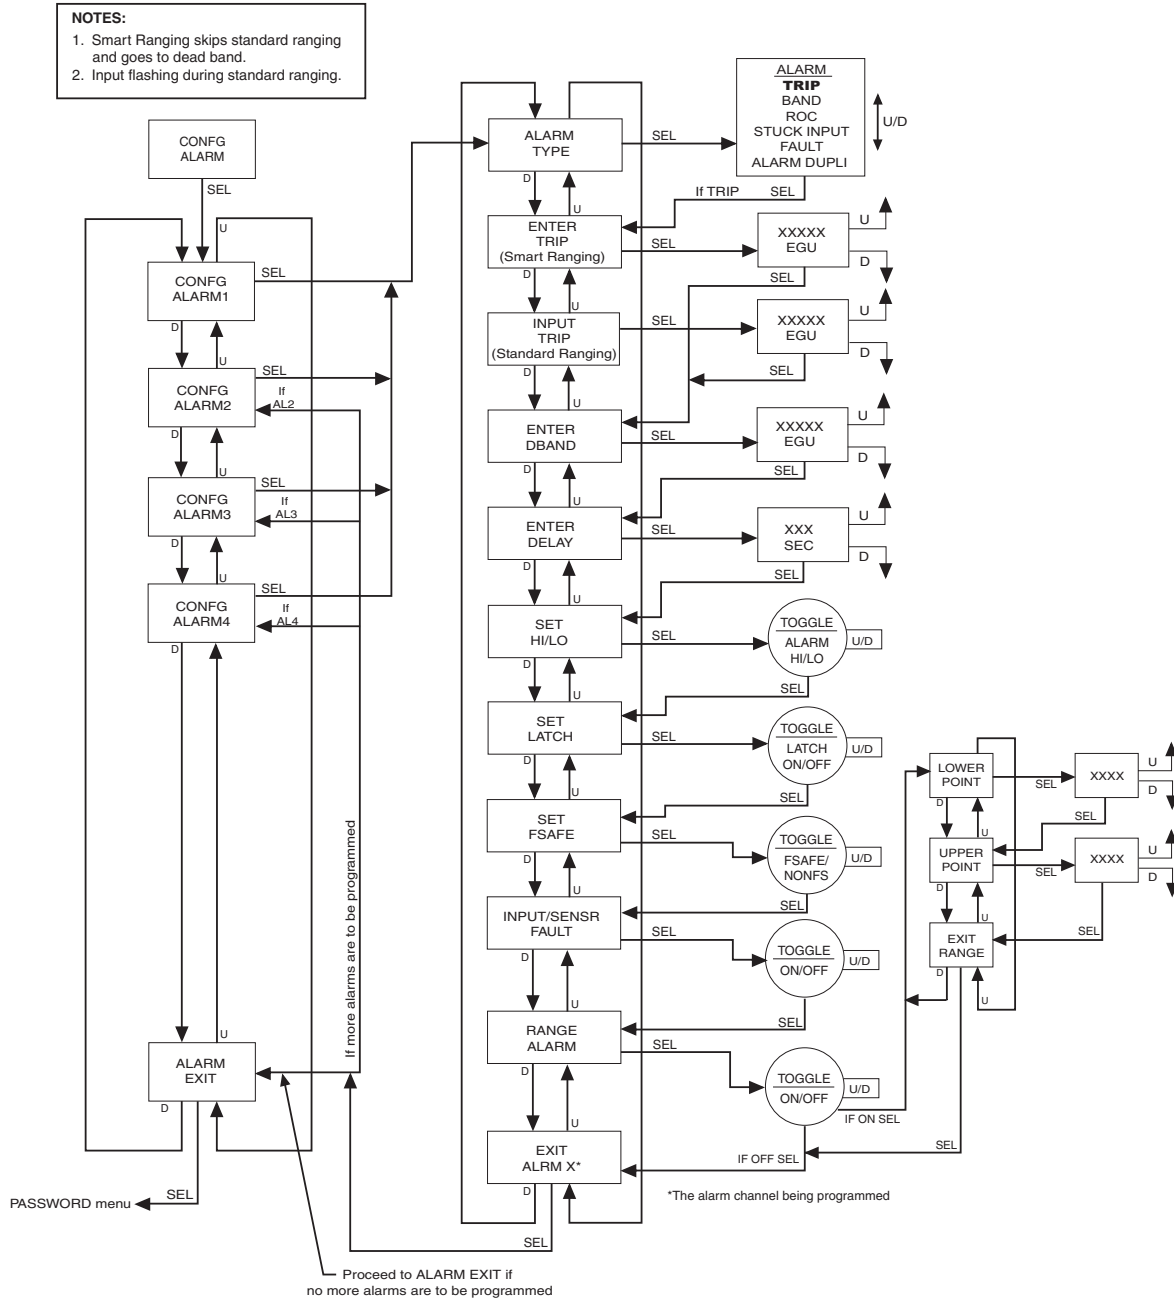 NOTES:
1. Smart Ranging skips standard ranging
and goes to dead band.
2. Input flashing during standard ranging.
CONFG
ALARM
SEL
U
CONFG
ALARM1
SEL
D
U
CONFG
ALARM2
SEL
If
AL2
D
U
CONFG
ALARM3
SEL
If
AL3
D
U
CONFG
ALARM4
SEL
If
AL4
D
U
If more alarms are to be programmed
ALARM
EXIT
D
SEL
PASSWORD menu
Proceed to ALARM EXIT if
no more alarms are to be programmed
ALARM
TYPE
SEL
D
U
ALARM
TRIP
BAND
ROC
STUCK INPUT
FAULT
ALARM DUPLI
U/D
If TRIP
SEL
ENTER
TRIP
(Smart Ranging)
SEL
D
U
XXXXX
EGU
U
D
SEL
INPUT
TRIP
(Standard Ranging)
SEL
D
U
XXXXX
EGU
U
D
SEL
ENTER
DBAND
SEL
D
U
XXXXX
EGU
U
D
SEL
ENTER
DELAY
SEL
D
U
XXX
SEC
U
D
SEL
SET
HI/LO
SEL
D
U
TOGGLE
ALARM
HI/LO
U/D
SEL
SET
LATCH
SEL
D
U
TOGGLE
LATCH
ON/OFF
U/D
SEL
SET
FSAFE
SEL
D
U
TOGGLE
FSAFE/
NONFS
U/D
SEL
INPUT/SENSR
FAULT
SEL
D
U
TOGGLE
ON/OFF
U/D
SEL
RANGE
ALARM
SEL
D
U
TOGGLE
ON/OFF
U/D
IF ON SEL
IF OFF SEL
SEL
EXIT
ALRM X*
D
SEL
*The alarm channel being programmed
LOWER
POINT
SEL
D
U
XXXX
U
D
SEL
UPPER
POINT
SEL
D
U
XXXX
U
D
SEL
EXIT
RANGE
D
U